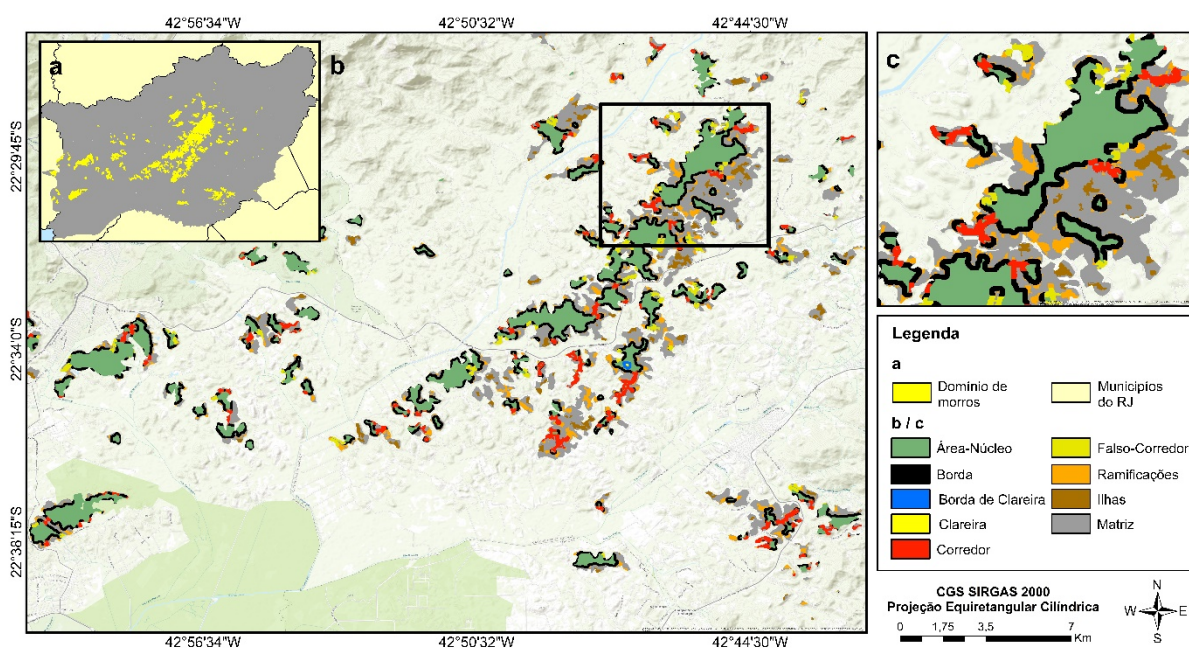 42°56'34"W
42°50'32"W
42°44'30"W
a
b
c
22°29'45"S
22°34'0"S
22°38'15"S
42°56'34"W
42°50'32"W
42°44'30"W
Legenda
a
Domínio de
morros
Municípios
do RJ
b / c
Área-Núcleo
Falso-Corredor
Borda
Ramificações
Borda de Clareira
Ilhas
Clareira
Matriz
Corredor
CGS SIRGAS 2000
Projeção Equiretangular Cilíndrica
0 1,75 3,5 7
Km
N
W E
S